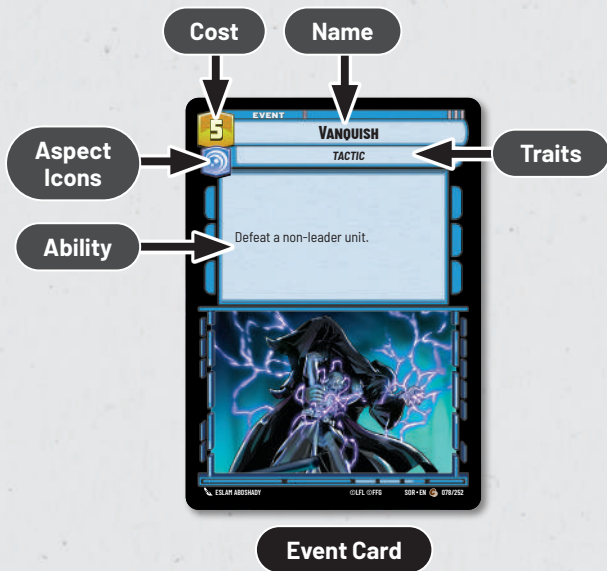 Cost
Name
EVENT
5
VANQUISH
TACTIC
Aspect
Icons
Traits
Ability
Defeat a non-leader unit.
ESLAM ABOSHADY ©LFL ©FFG SOR • EN C 078/252
Event Card